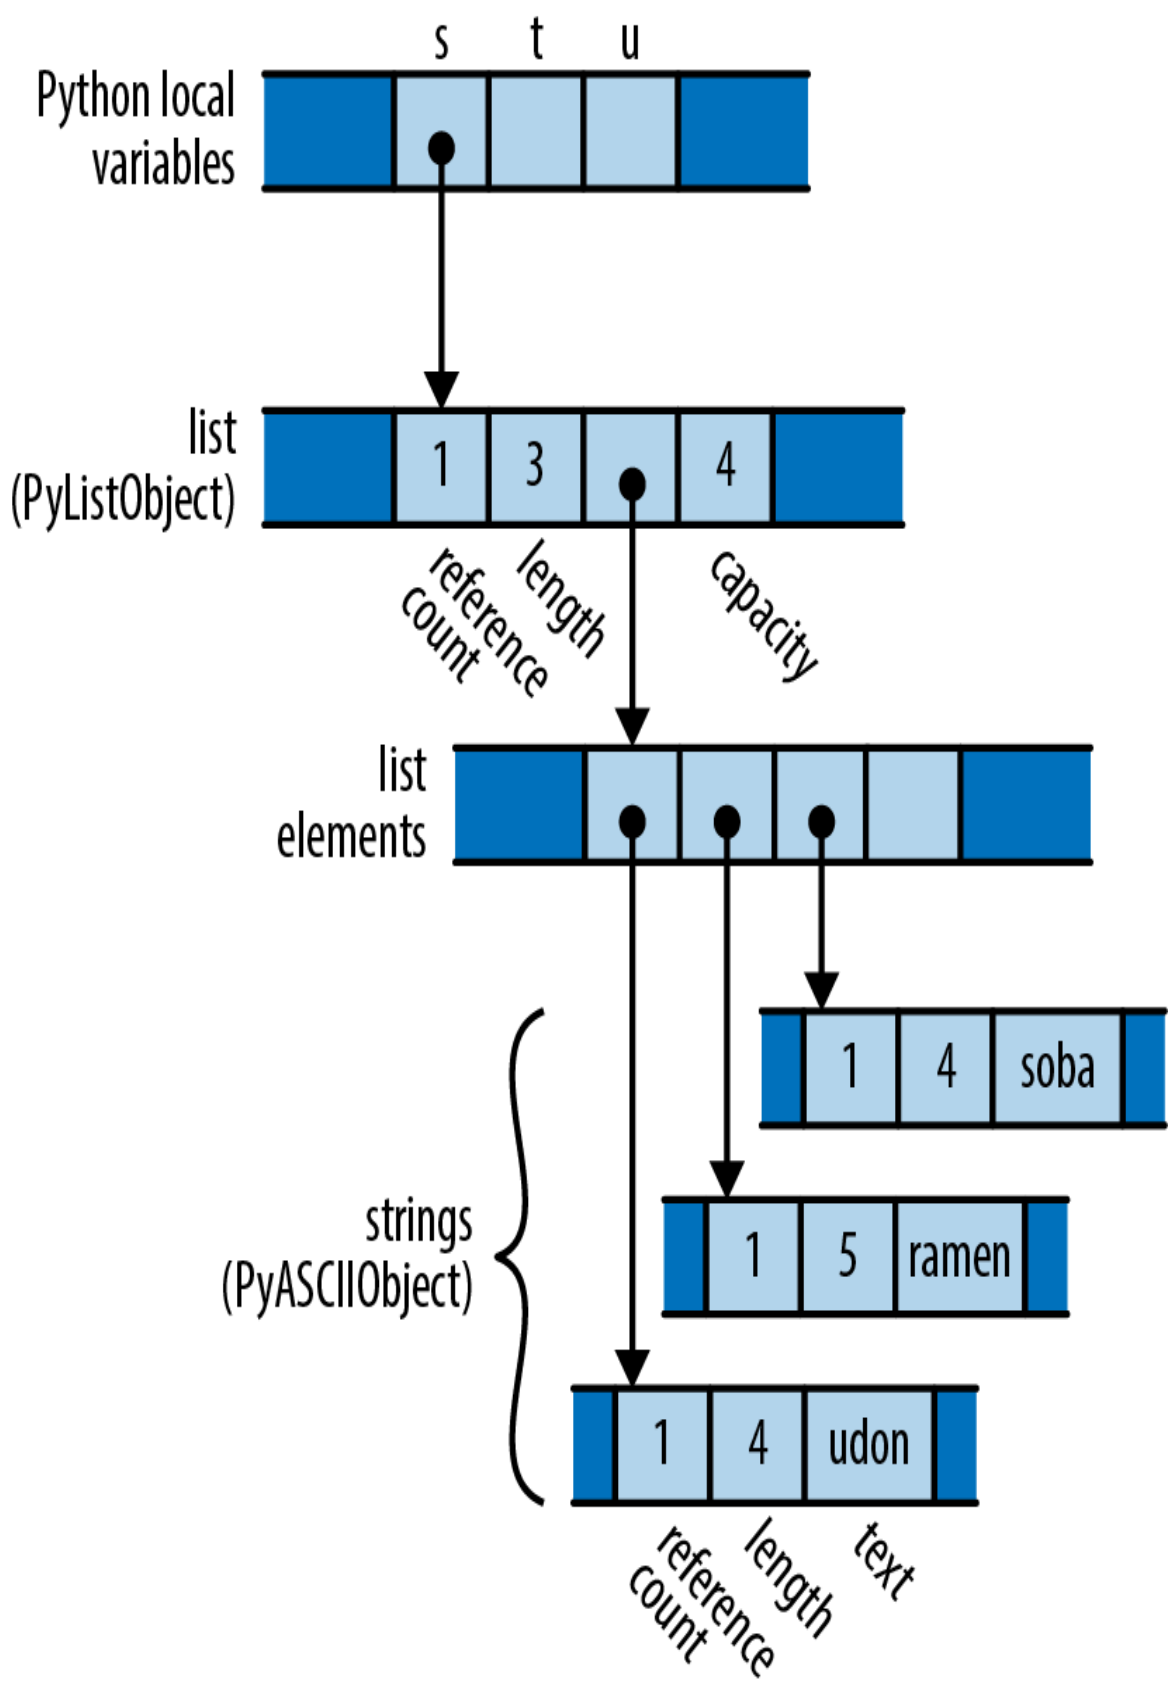 s t u
Python local
variables
list
(PyListObject)
1 3 4
reference
count
length
capacity
list
elements
1 4 soba
strings
(PyASCIIObject)
1 5 ramen
1 4 udon
reference
count
length
text